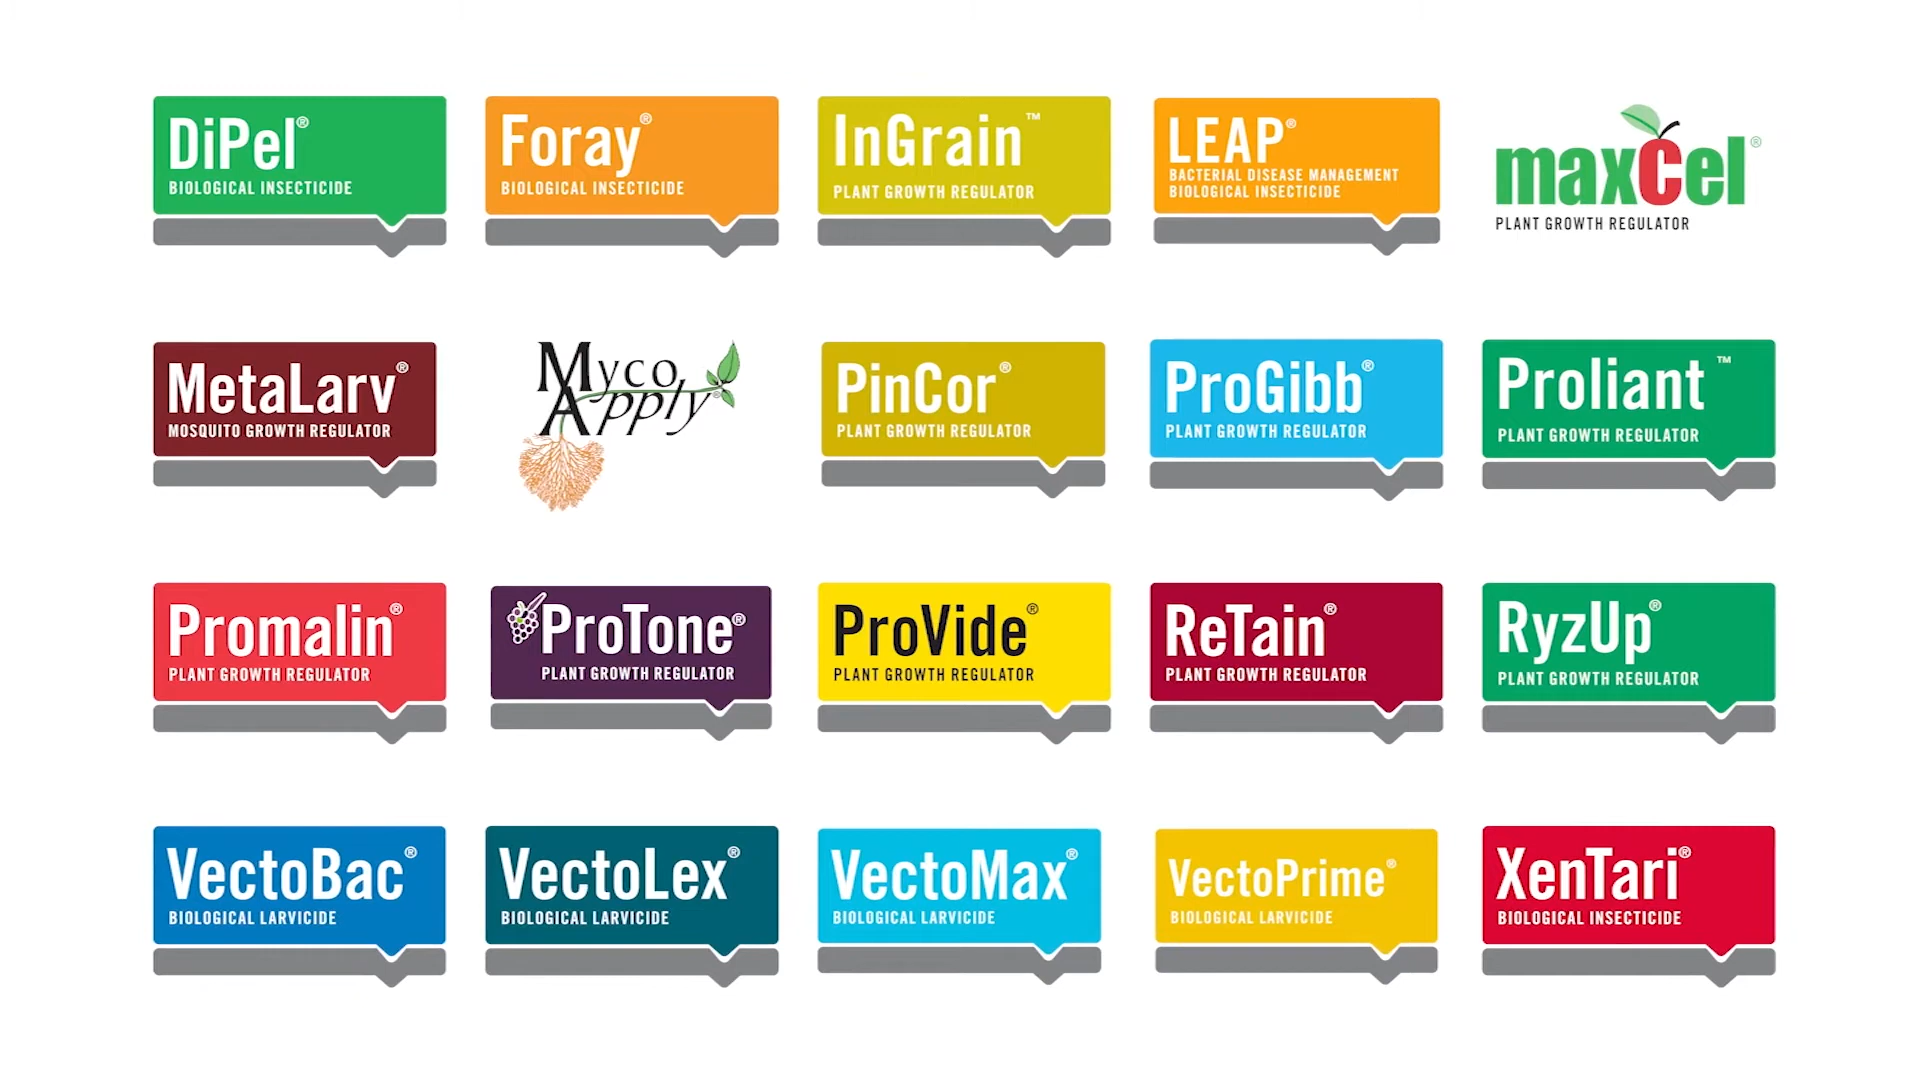 DiPel®
BIOLOGICAL INSECTICIDE
Foray®
BIOLOGICAL INSECTICIDE
InGrain™
PLANT GROWTH REGULATOR
LEAP®
BACTERIAL DISEASE MANAGEMENT
BIOLOGICAL INSECTICIDE
maxcel®
PLANT GROWTH REGULATOR
MetaLarv®
MOSQUITO GROWTH REGULATOR
Myco
Apply®
PinCor®
PLANT GROWTH REGULATOR
ProGibb®
PLANT GROWTH REGULATOR
Proliant™
PLANT GROWTH REGULATOR
Promalin®
PLANT GROWTH REGULATOR
ProTone®
PLANT GROWTH REGULATOR
ProVide®
PLANT GROWTH REGULATOR
ReTain®
PLANT GROWTH REGULATOR
RyzUp®
PLANT GROWTH REGULATOR
VectoBac®
BIOLOGICAL LARVICIDE
VectoLex®
BIOLOGICAL LARVICIDE
VectoMax®
BIOLOGICAL LARVICIDE
VectoPrime®
BIOLOGICAL LARVICIDE
XenTari®
BIOLOGICAL INSECTICIDE